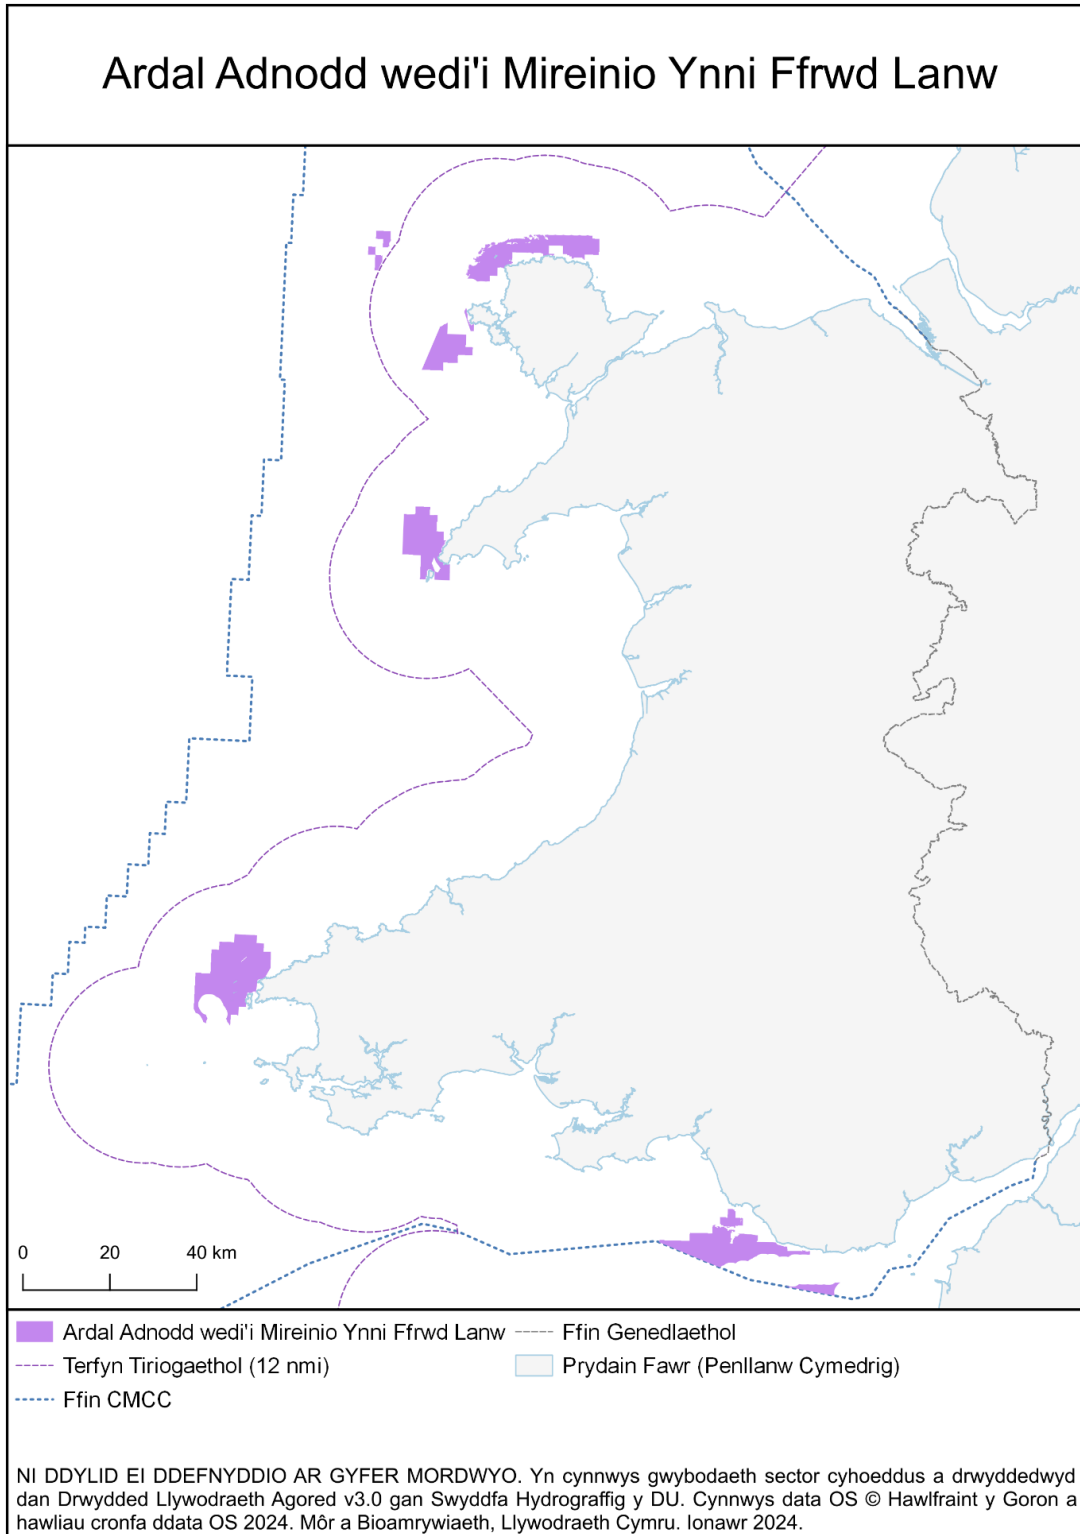 Ardal Adnodd wedi'i Mireinio Ynni Ffrwd Lanw
0 20 40 km
Ardal Adnodd wedi'i Mireinio Ynni Ffrwd Lanw
Ffin Genedlaethol
Terfyn Tiriogaethol (12 nmi)
Prydain Fawr (Penllanw Cymedrig)
Ffin CMCC
NI DDYLID EI DDEFNYDDIO AR GYFER MORDWYO. Yn cynnwys gwybodaeth sector cyhoeddus a drwyddedwyd
dan Drwydded Llywodraeth Agored v3.0 gan Swyddfa Hydrograffig y DU. Cynnwys data OS © Hawlfraint y Goron a
hawliau cronfa ddata OS 2024. Môr a Bioamrywiaeth, Llywodraeth Cymru. Ionawr 2024.